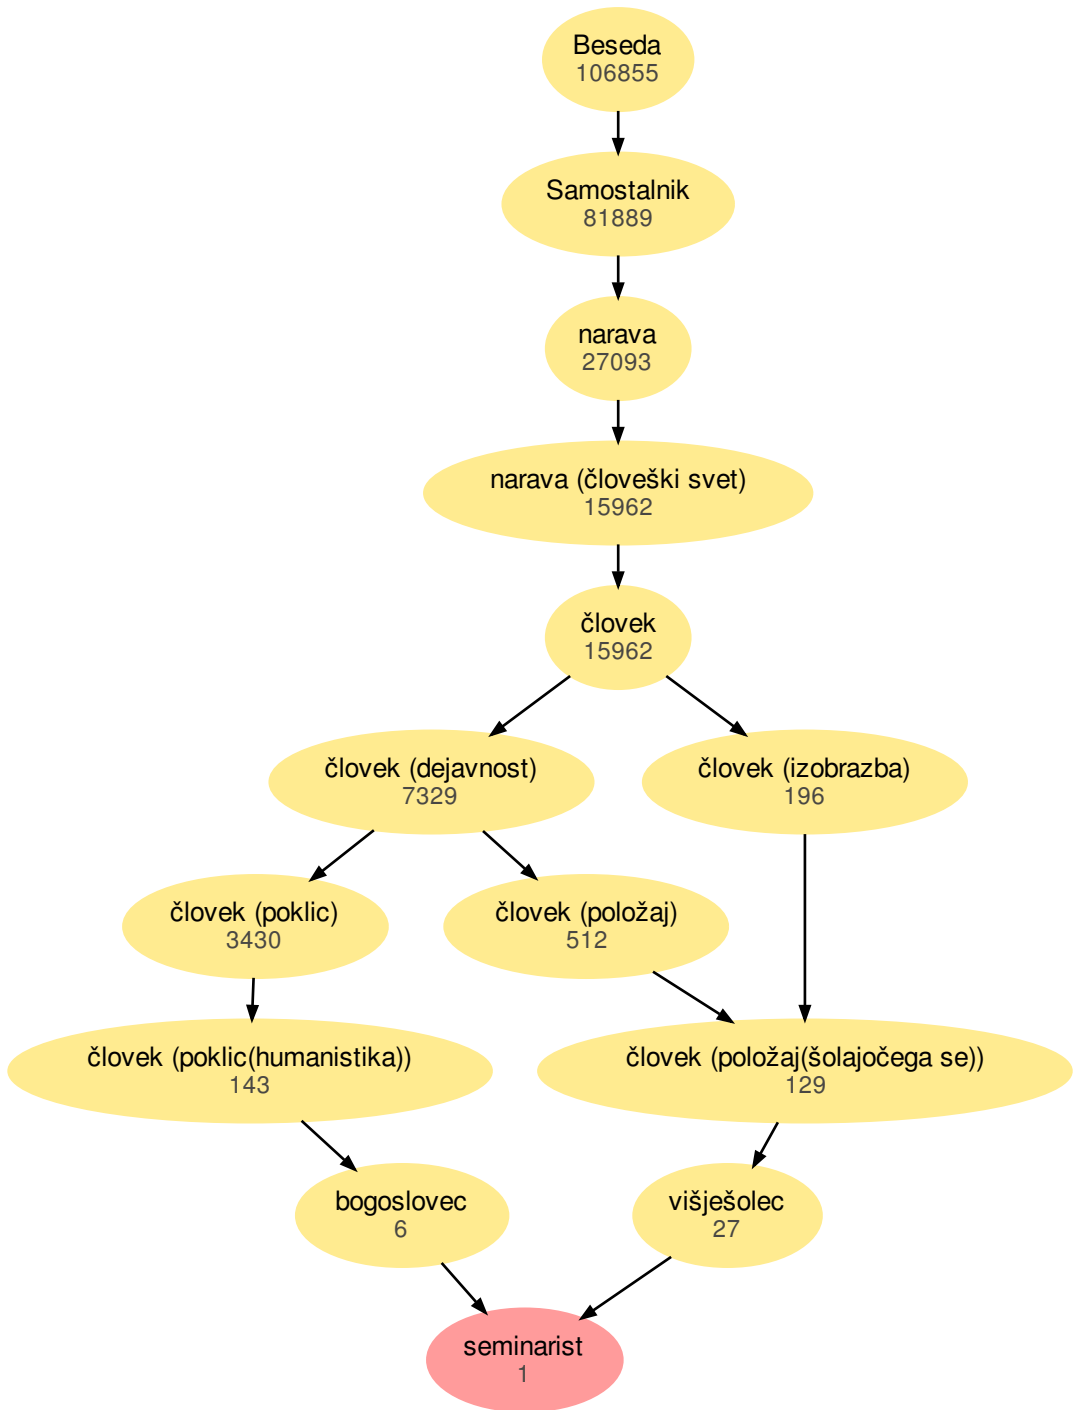 Beseda
106855
Samostalnik
81889
narava
27093
narava (človeški svet)
15962
človek
15962
človek (dejavnost)
7329
človek (izobrazba)
196
človek (poklic)
3430
človek (položaj)
512
človek (poklic(humanistika))
143
človek (položaj(šolajočega se))
129
bogoslovec
6
višješolec
27
seminarist
1